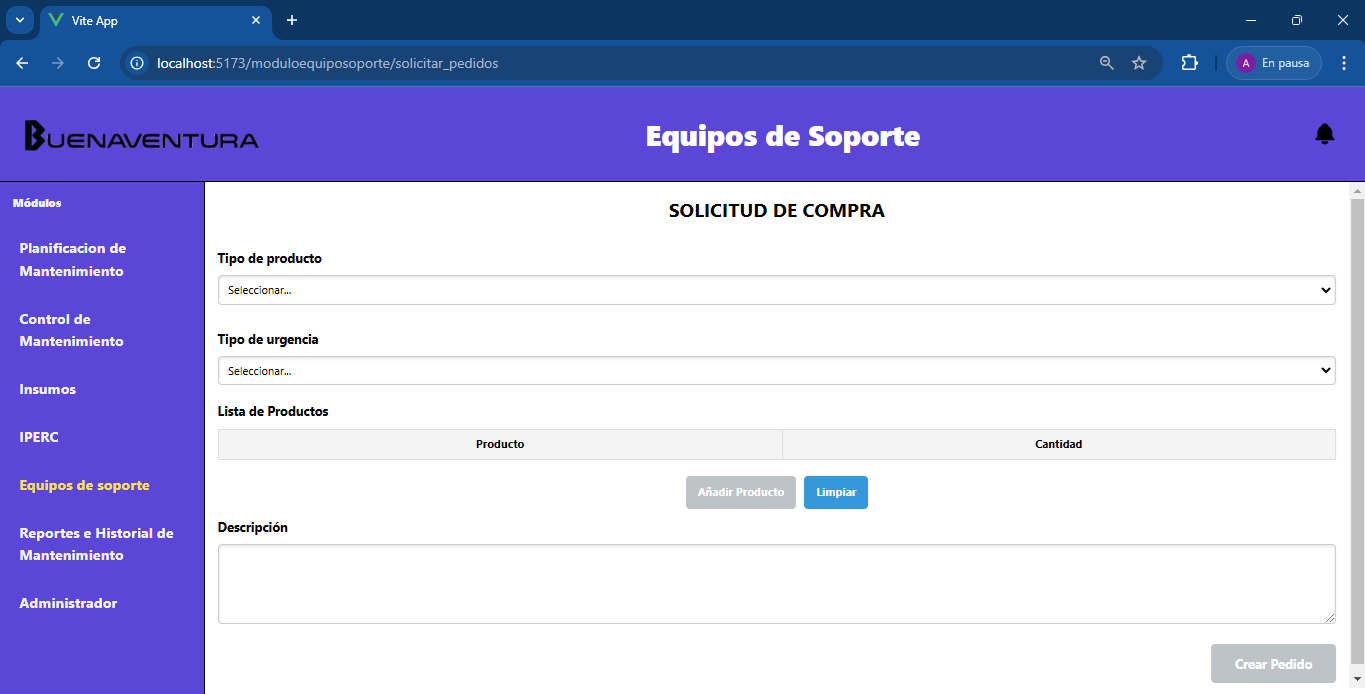 Vite App
localhost:5173/moduloequiposoporte/solicitar_pedidos
A
En pausa
BUENAVENTURA
Equipos de Soporte
Módulos
Planificacion de
Mantenimiento
Control de
Mantenimiento
Insumos
IPERC
Equipos de soporte
Reportes e Historial de
Mantenimiento
Administrador
SOLICITUD DE COMPRA
Tipo de producto
Seleccionar...
Tipo de urgencia
Seleccionar...
Lista de Productos
Producto Cantidad
Añadir Producto Limpiar
Descripción
Crear Pedido